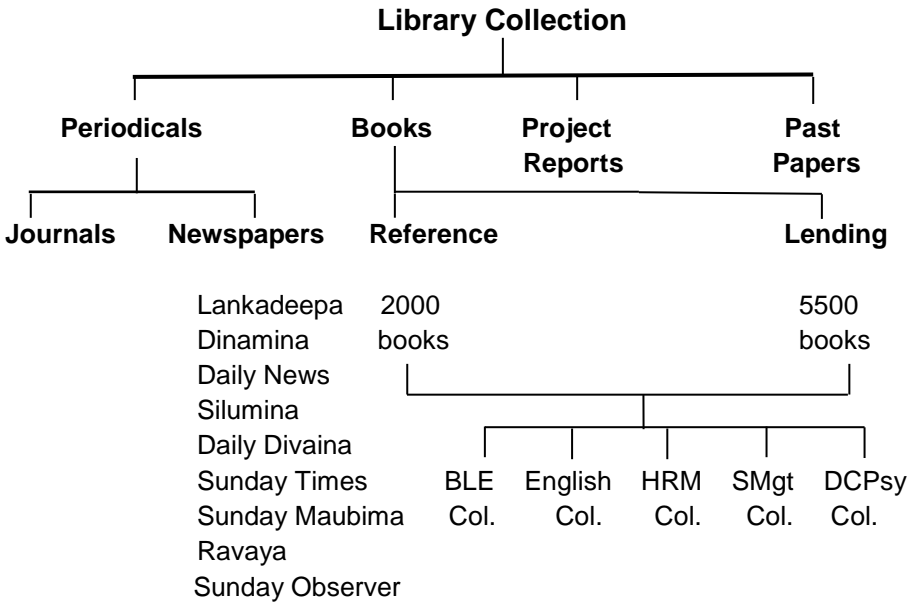 Library Collection
Periodicals Books Project Past
Reports Papers
Journals Newspapers Reference Lending
Lankadeepa 2000 5500
Dinamina books books
Daily News
Silumina
Daily Divaina
Sunday Times BLE English HRM SMgt DCPsy
Sunday Maubima Col. Col. Col. Col. Col.
Ravaya
Sunday Observer